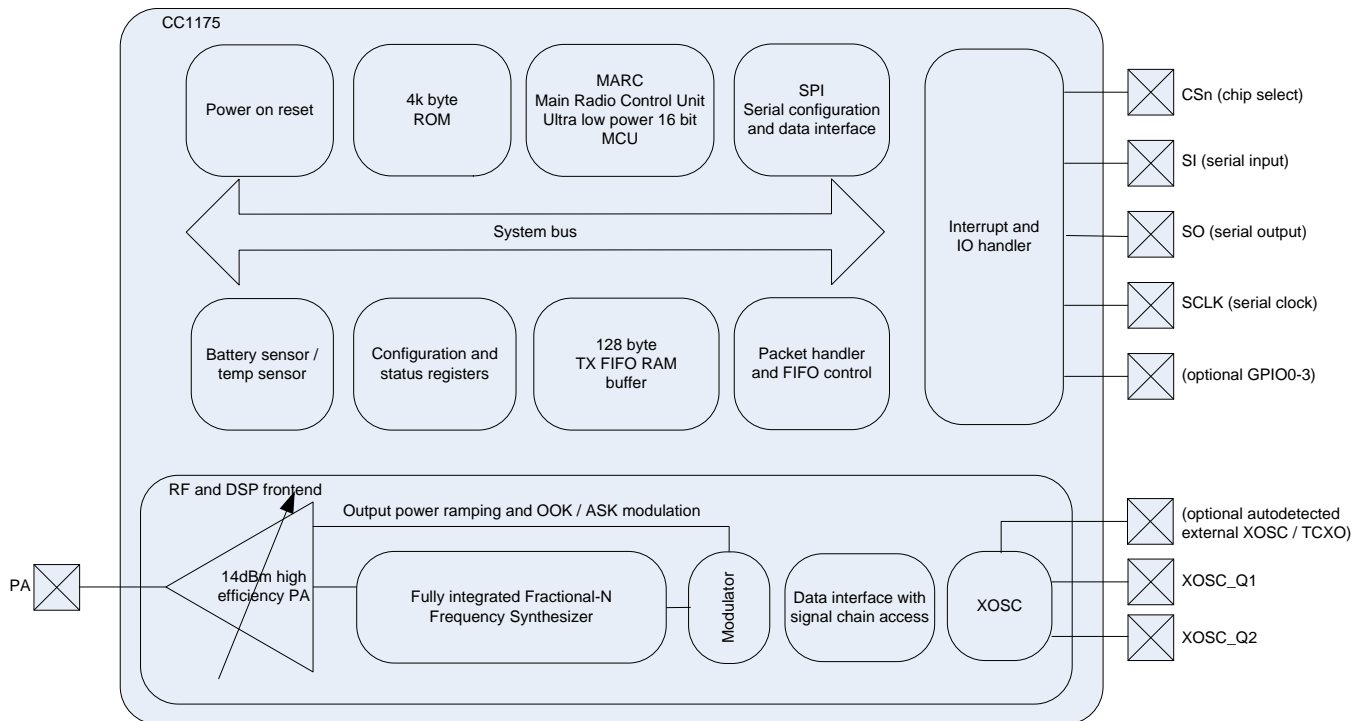 CC1175
Power on reset
4k byte
ROM
MARC
Main Radio Control Unit
Ultra low power 16 bit
MCU
SPI
Serial configuration
and data interface
System bus
Interrupt and
IO handler
CSn (chip select)
SI (serial input)
SO (serial output)
SCLK (serial clock)
(optional GPIO0-3)
Battery sensor /
temp sensor
Configuration and
status registers
128 byte
TX FIFO RAM
buffer
Packet handler
and FIFO control
RF and DSP frontend
Output power ramping and OOK / ASK modulation
PA
14dBm high
efficiency PA
Fully integrated Fractional-N
Frequency Synthesizer
Modulator
Data interface with
signal chain access
XOSC
(optional autodetected
external XOSC / TCXO)
XOSC_Q1
XOSC_Q2